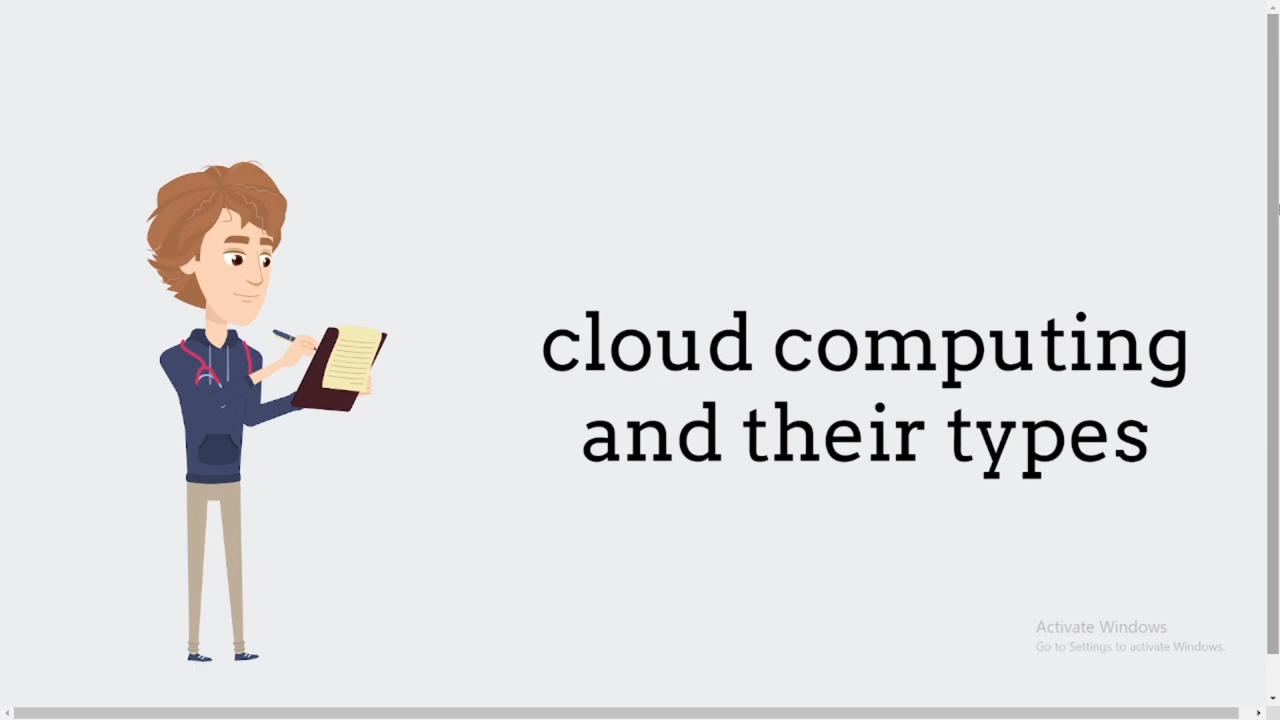 cloud computing
and their types
Activate Windows
Go to Settings to activate Windows.